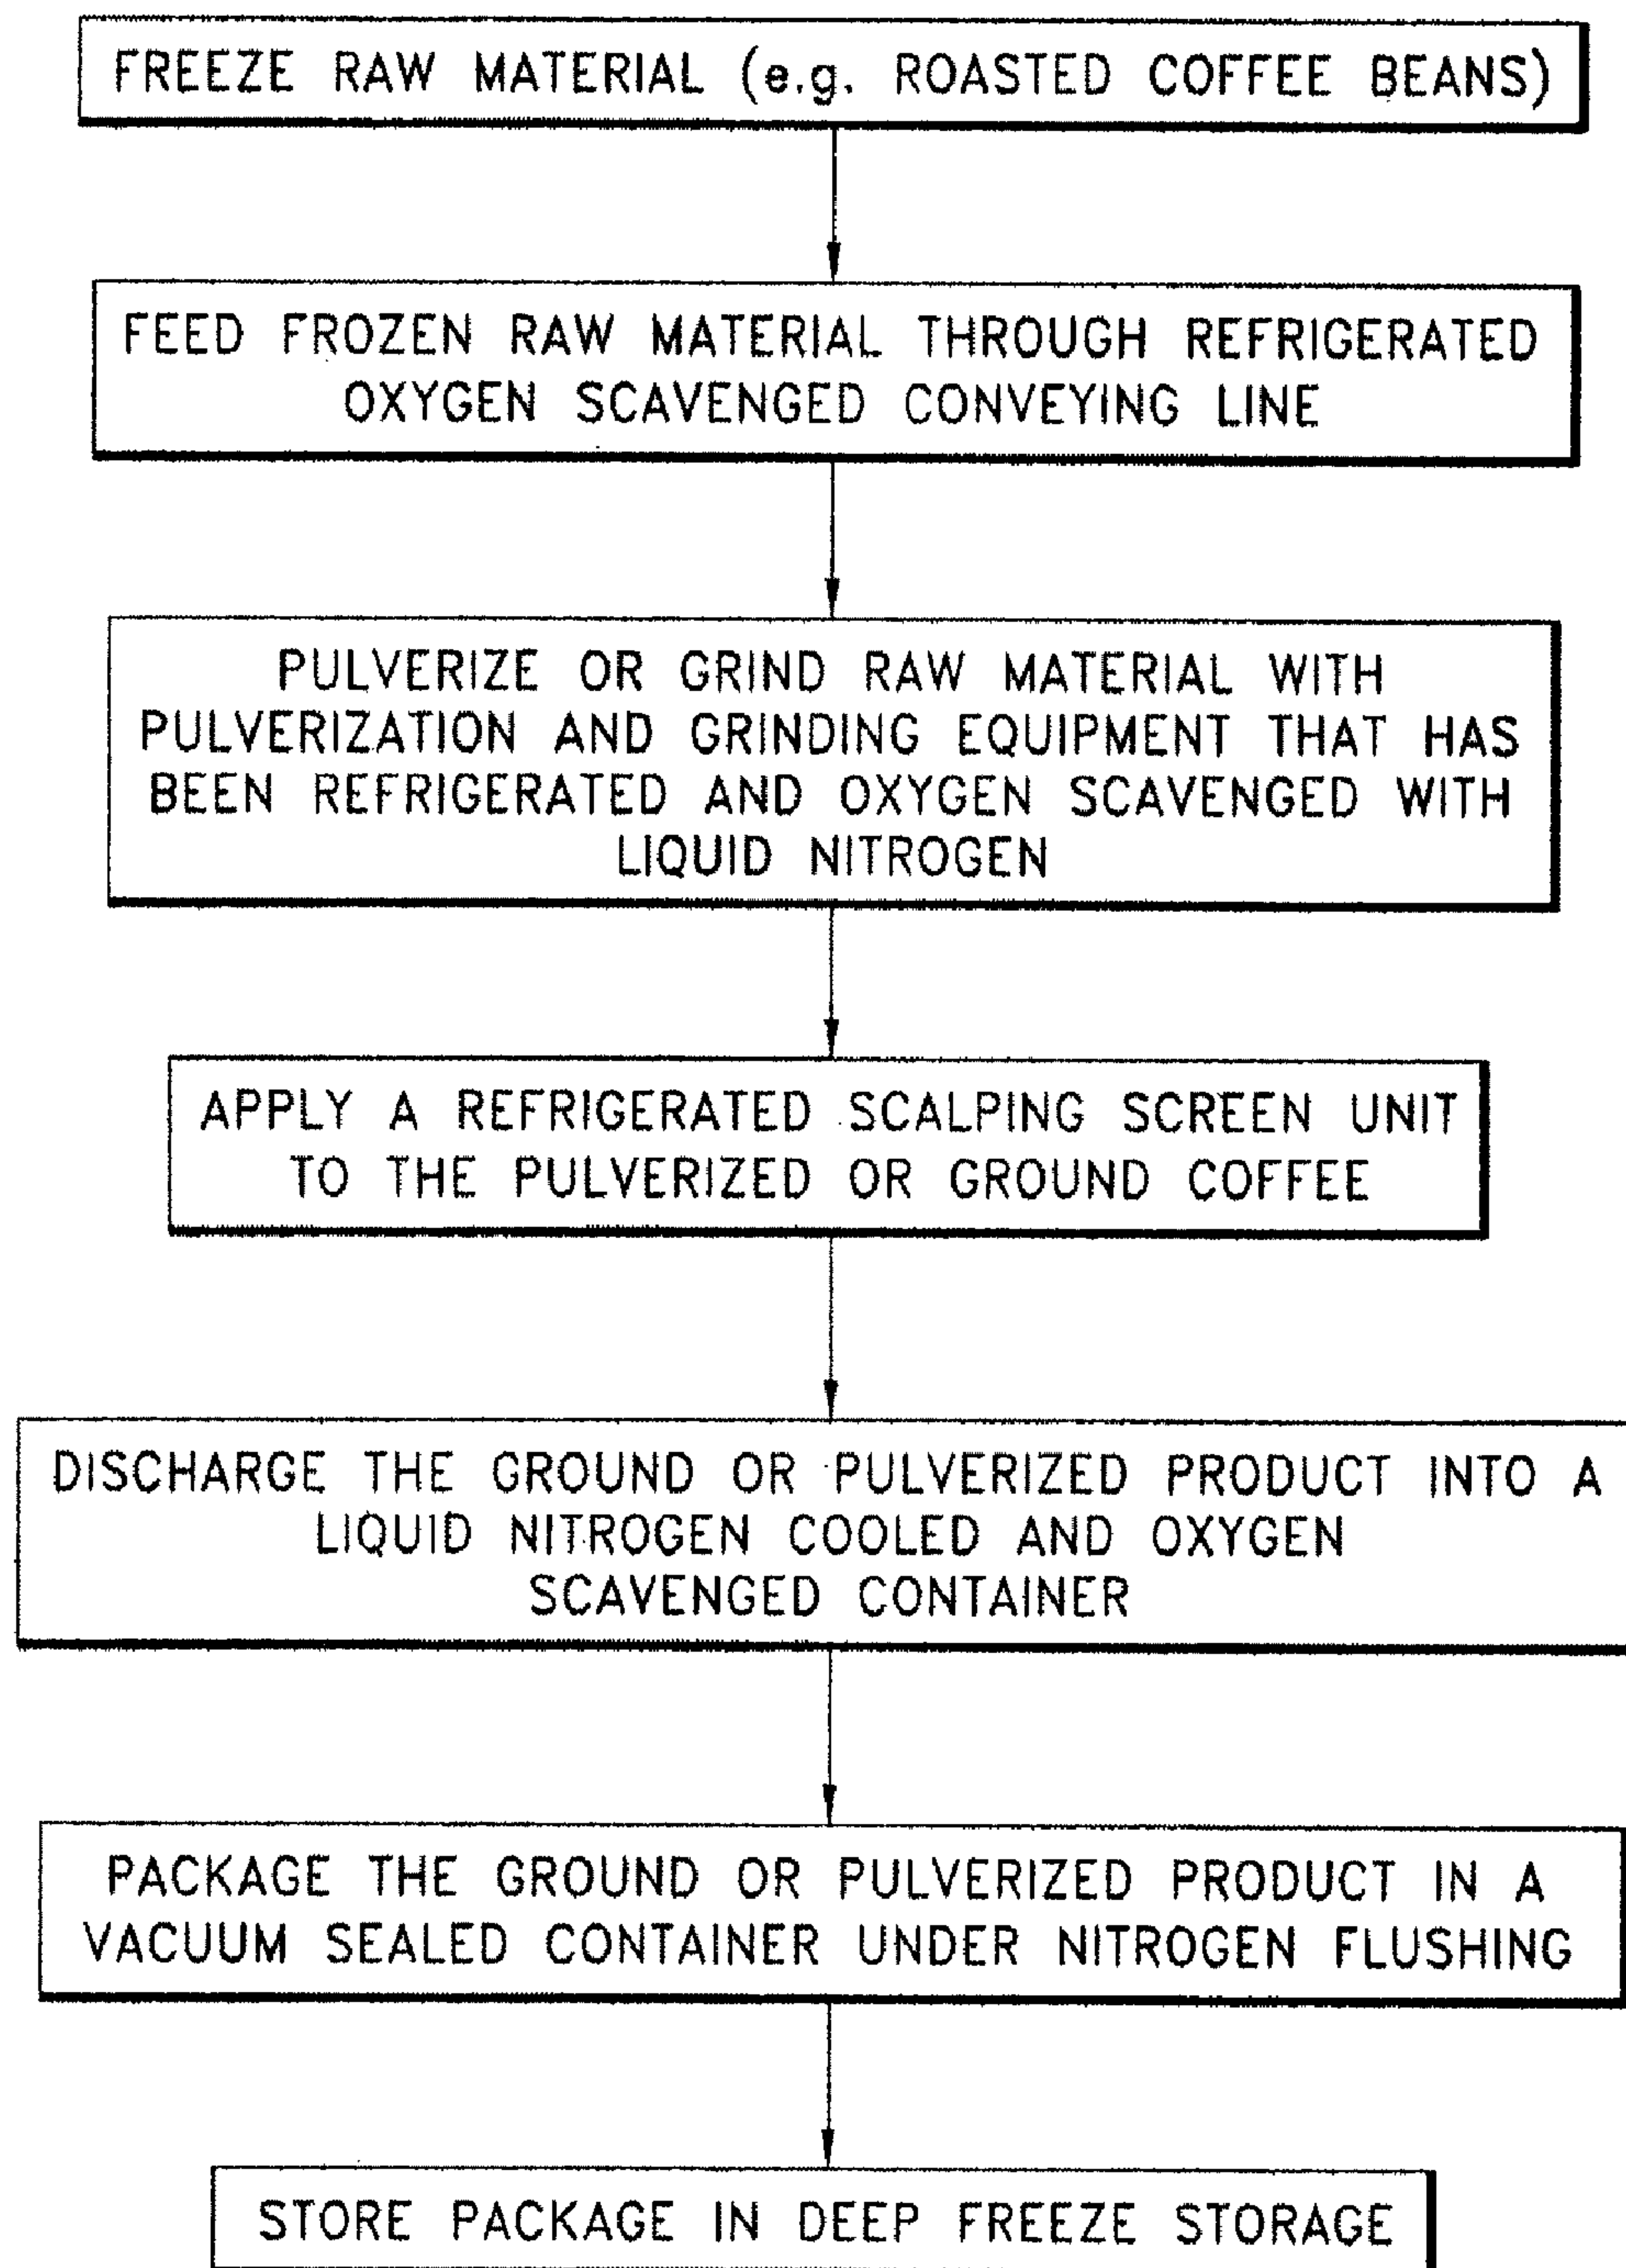 FREEZE RAW MATERIAL (e.g. ROASTED COFFEE BEANS)
FEED FROZEN RAW MATERIAL THROUGH REFRIGERATED
OXYGEN SCAVENGED CONVEYING LINE
PULVERIZE OR GRIND RAW MATERIAL WITH
PULVERIZATION AND GRINDING EQUIPMENT THAT HAS
BEEN REFRIGERATED AND OXYGEN SCAVENGED WITH
LIQUID NITROGEN
APPLY A REFRIGERATED SCALPING SCREEN UNIT
TO THE PULVERIZED OR GROUND COFFEE
DISCHARGE THE GROUND OR PULVERIZED PRODUCT INTO A
LIQUID NITROGEN COOLED AND OXYGEN
SCAVENGED CONTAINER
PACKAGE THE GROUND OR PULVERIZED PRODUCT IN A
VACUUM SEALED CONTAINER UNDER NITROGEN FLUSHING
STORE PACKAGE IN DEEP FREEZE STORAGE